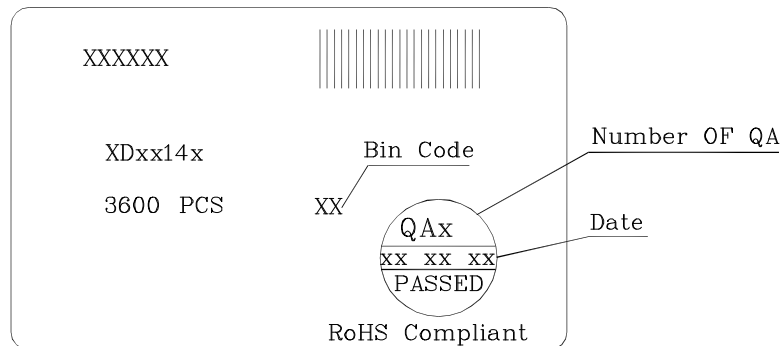 XXXXXX
XDxx14x
Bin Code
Number OF QA
3600 PCS
XX
QAx
Date
xx xx xx
PASSED
RoHS Compliant